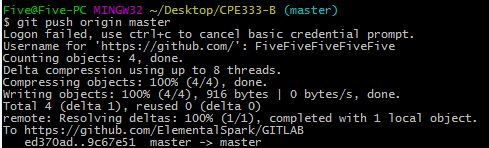 Five@Five-PC MINGW32 ~/Desktop/CPE333-B (master)
$ git push origin master
Logon failed, use ctrl+c to cancel basic credential prompt.
Username for 'https://github.com/': FiveFiveFiveFiveFive
Counting objects: 4, done.
Delta compression using up to 8 threads.
Compressing objects: 100% (4/4), done.
Writing objects: 100% (4/4), 916 bytes | 0 bytes/s, done.
Total 4 (delta 1), reused 0 (delta 0)
remote: Resolving deltas: 100% (1/1), completed with 1 local object.
To https://github.com/ElementalSpark/GITLAB
ed370ad..9c67e51  master -> master